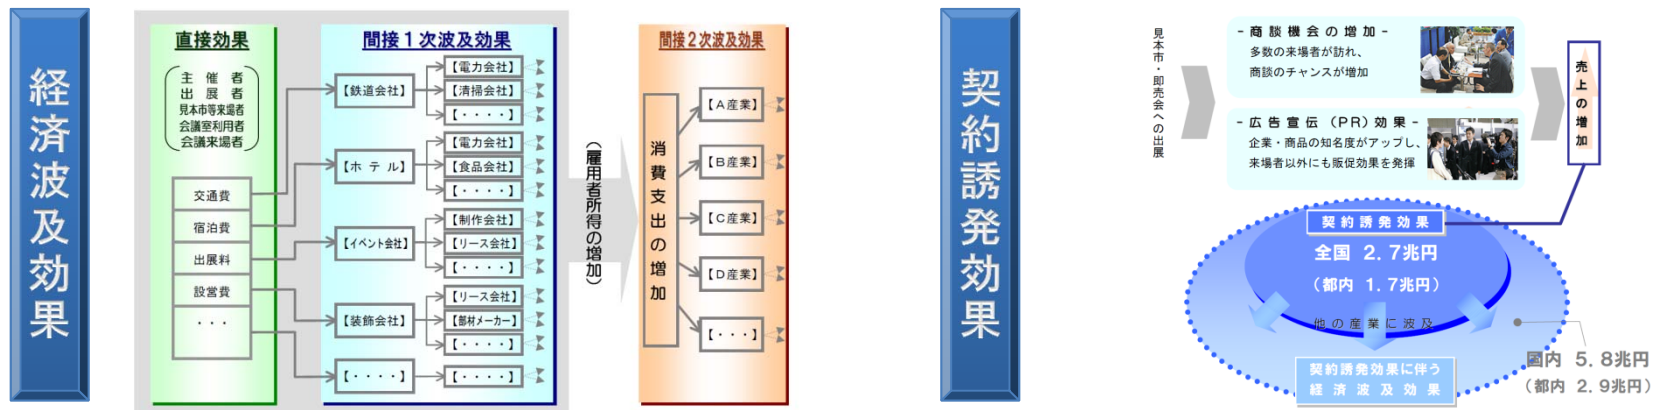 経済波及効果
直接効果
主催者
出展者
見本市等来場者
会議室利用者
会議来場者
交通費
宿泊費
出展料
設営費
・・・
間接1次波及効果
【鉄道会社】
【電力会社】
【清掃会社】
【・・・・】
【ホテル】
【電力会社】
【食品会社】
【・・・・】
【イベント会社】
【制作会社】
【リース会社】
【・・・・】
【装飾会社】
【リース会社】
【部材メーカー】
【・・・・】
【・・・・】
【・・・・】
(雇用者所得の増加)
間接2次波及効果
消費支出の増加
【A産業】
【B産業】
【C産業】
【D産業】
【・・・】
契約誘発効果
見本市・即売会への出展
-商談機会の増加-
多数の来場者が訪れ、
商談のチャンスが増加
-広告宣伝(PR)効果-
企業・商品の知名度がアップし、
来場者以外にも販促効果を発揮
売上の増加
契約誘発効果
全国 2.7兆円
(都内 1.7兆円)
他の産業に波及
契約誘発効果に伴う
経済波及効果
国内 5.8兆円
(都内 2.9兆円)